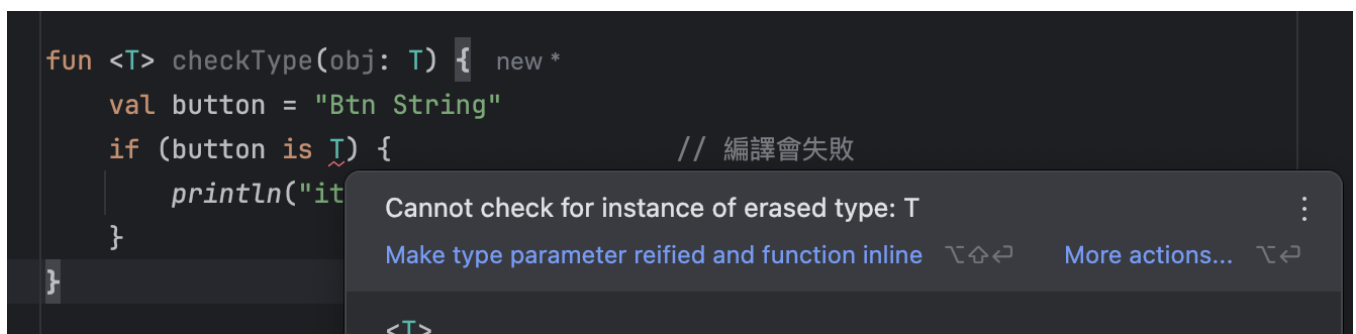 fun <T> checkType(obj: T) { new *
val button = "Btn String"
if (button is T) { // 編譯會失敗
println("it
}
}
Cannot check for instance of erased type: T
Make type parameter reified and function inline ⌥⇧⏎ More actions... ⌥⏎
<T>